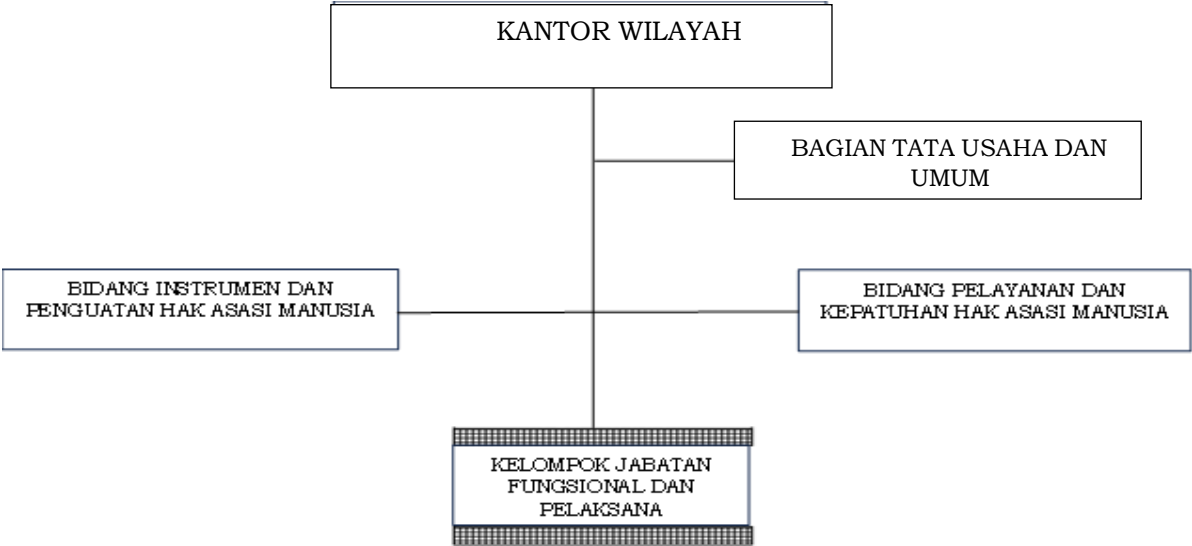 KANTOR WILAYAH
BAGIAN TATA USAHA DAN
UMUM
BIDANG INSTRUMEN DAN
PENGUATAN HAK ASASI MANUSIA
BIDANG PELAYANAN DAN
KEPATUHAN HAK ASASI MANUSIA
KELOMPOK JABATAN
FUNGSIONAL DAN
PELAKSANA